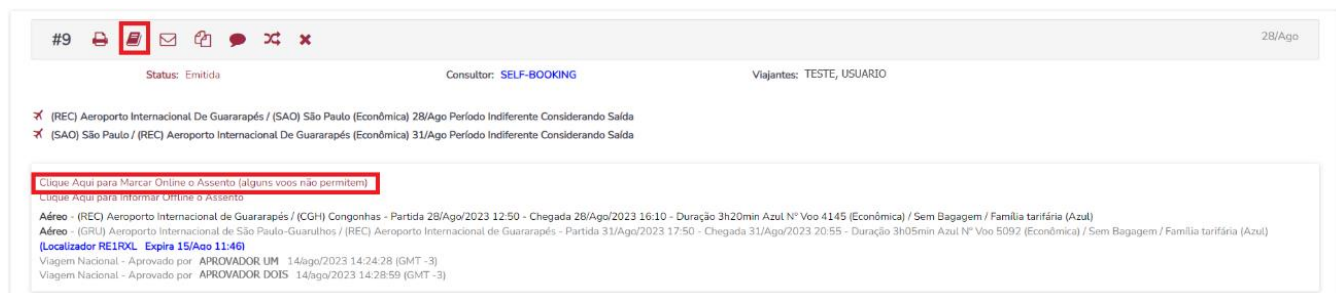 #9 28/Ago
Status: Emitida Consultor: SELF-BOOKING Viajantes: TESTE, USUARIO
(REC) Aeroporto Internacional De Guararapés / (SAO) São Paulo (Econômica) 28/Ago Período Indiferente Considerando Saída
(SAO) São Paulo / (REC) Aeroporto Internacional De Guararapés (Econômica) 31/Ago Período Indiferente Considerando Saída
Clique Aqui para Marcar Online o Assento (alguns voos não permitem)
Clique Aqui para Informar Offline o Assento
Aéreo - (REC) Aeroporto Internacional de Guararapés / (CGH) Congonhas - Partida 28/Ago/2023 12:50 - Chegada 28/Ago/2023 16:10 - Duração 3h20min Azul N° Voo 4145 (Econômica) / Sem Bagagem / Família tarifária (Azul)
Aéreo - (GRU) Aeroporto Internacional de São Paulo-Guarulhos / (REC) Aeroporto Internacional de Guararapés - Partida 31/Ago/2023 17:50 - Chegada 31/Ago/2023 20:55 - Duração 3h05min Azul N° Voo 5092 (Econômica) / Sem Bagagem / Família tarifária (Azul)
(Localizador RE1RXL Expira 15/Ago 11:46)
Viagem Nacional - Aprovado por APROVADOR UM 14/ago/2023 14:24:28 (GMT -3)
Viagem Nacional - Aprovado por APROVADOR DOIS 14/ago/2023 14:28:59 (GMT -3)